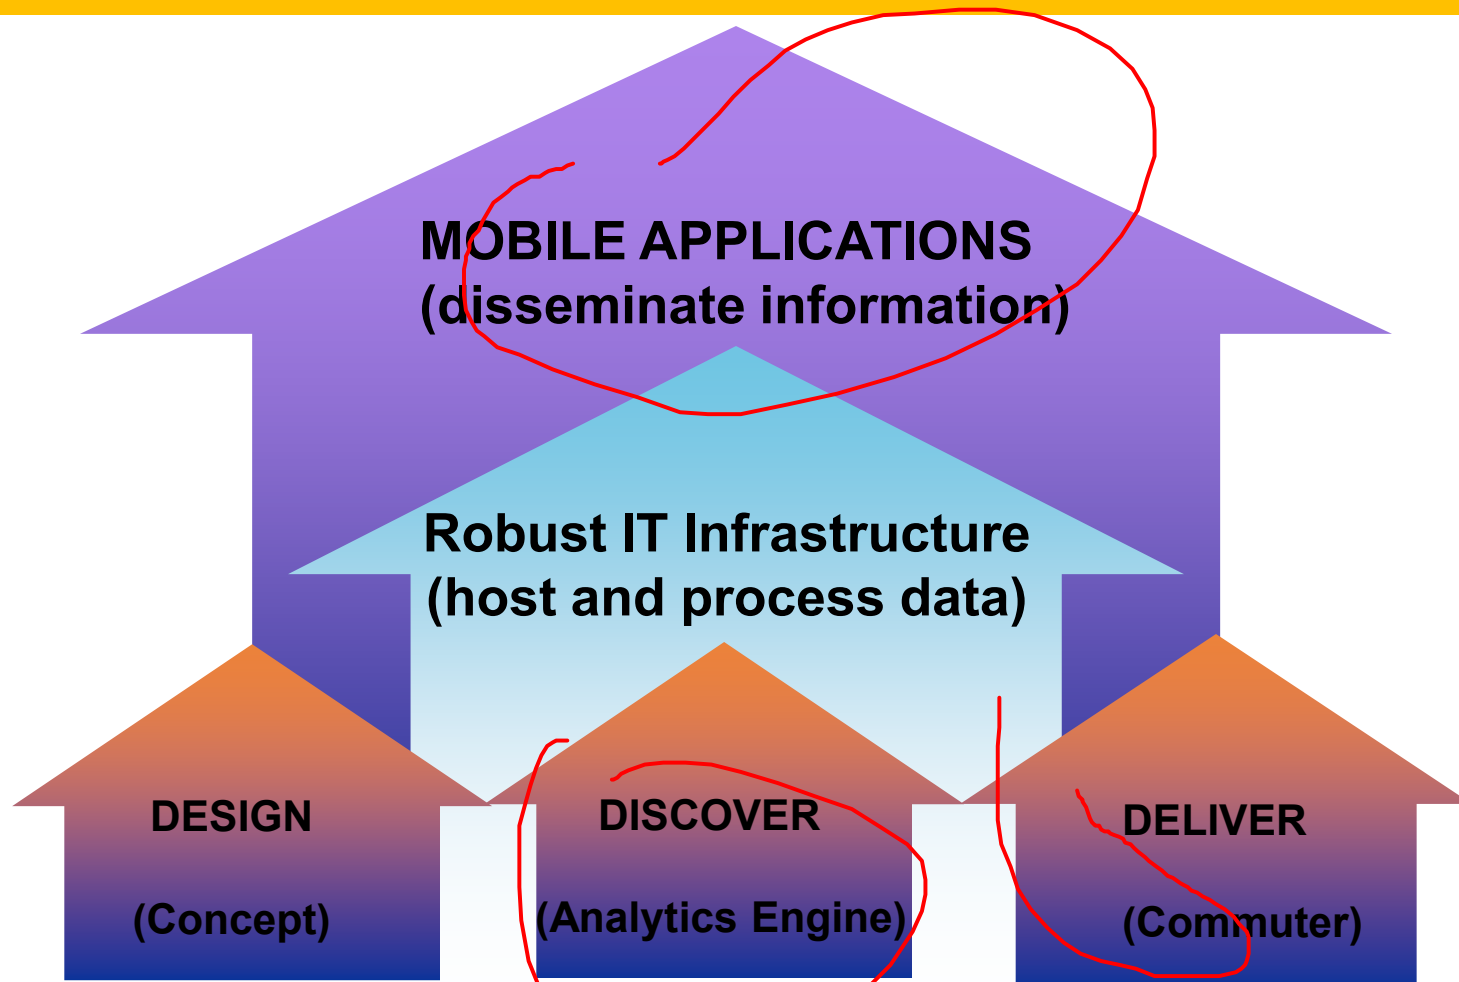 MOBILE APPLICATIONS
(disseminate information)
Robust IT Infrastructure
(host and process data)
DESIGN
(Concept)
DISCOVER
(Analytics Engine)
DELIVER
(Commuter)